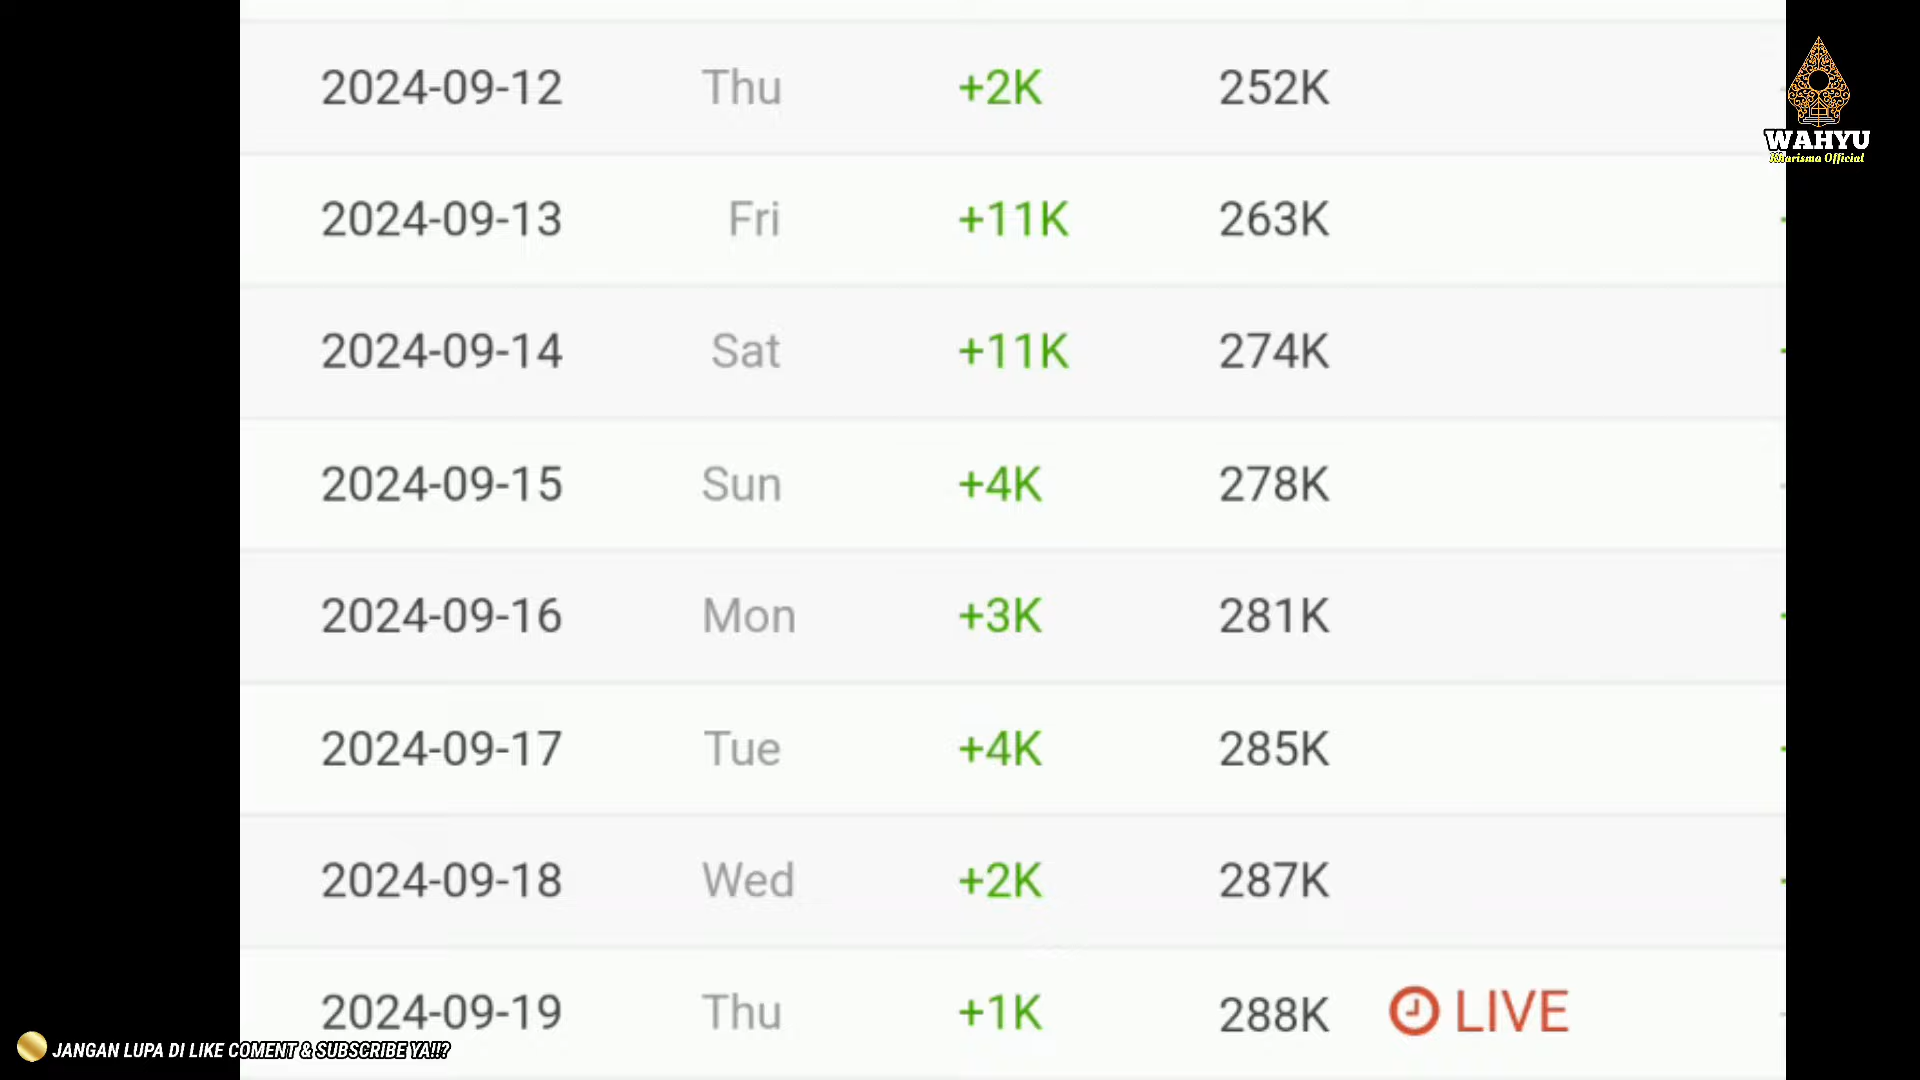 2024-09-12 Thu +2K 252K
WAHYU
Kharisma Official
2024-09-13 Fri +11K 263K
2024-09-14 Sat +11K 274K
2024-09-15 Sun +4K 278K
2024-09-16 Mon +3K 281K
2024-09-17 Tue +4K 285K
2024-09-18 Wed +2K 287K
2024-09-19 Thu +1K 288K LIVE
JANGAN LUPA DI LIKE COMENT & SUBSCRIBE YA!!?